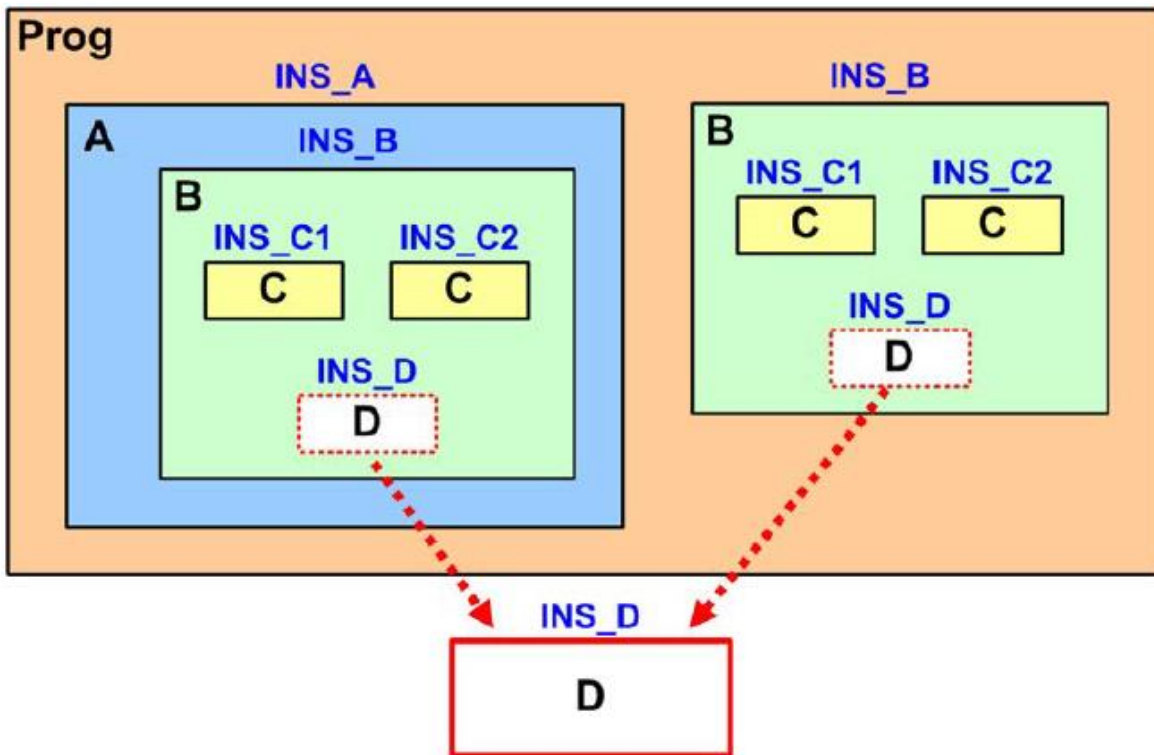 Prog
INS_A
INS_B
A
INS_B
B
INS_C1
INS_C2
C
C
INS_D
D
B
INS_C1
INS_C2
C
C
INS_D
D
INS_D
D